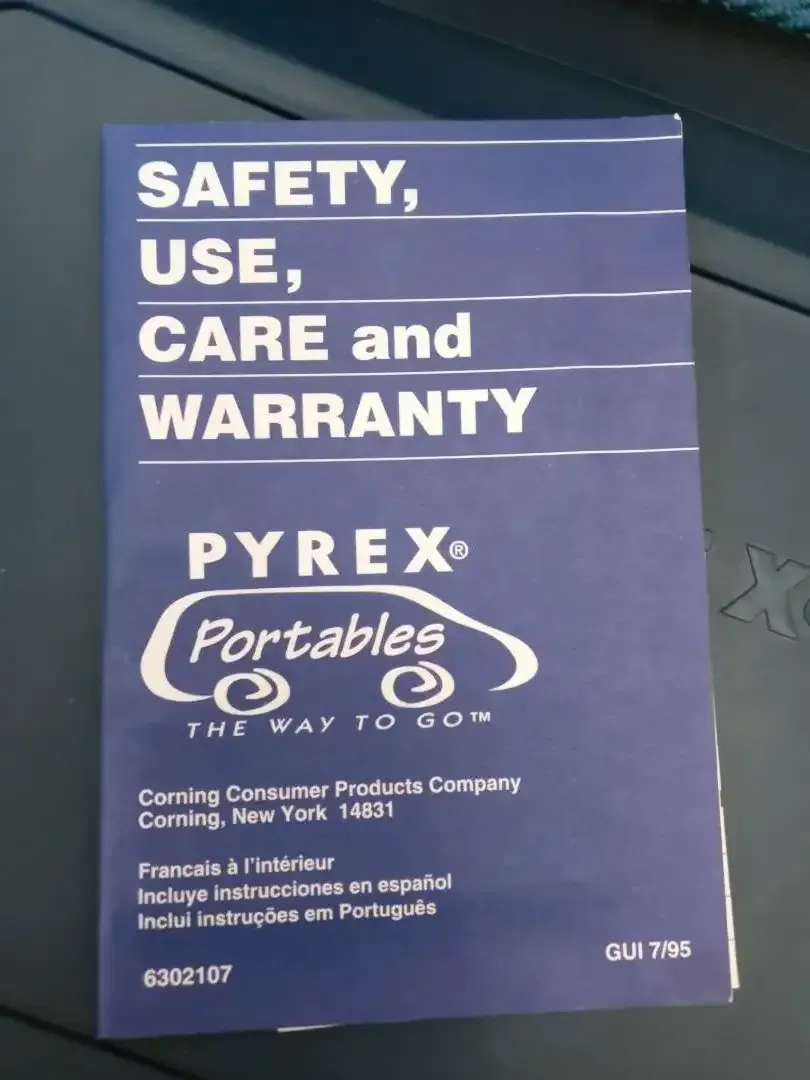 SAFETY,
USE,
CARE and
WARRANTY
PYREX®
Portables
THE WAY TO GO™
Corning Consumer Products Company
Corning, New York 14831
Francais à l'intérieur
Incluye instrucciones en español
Inclui instruções em Português
GUI 7/95
6302107